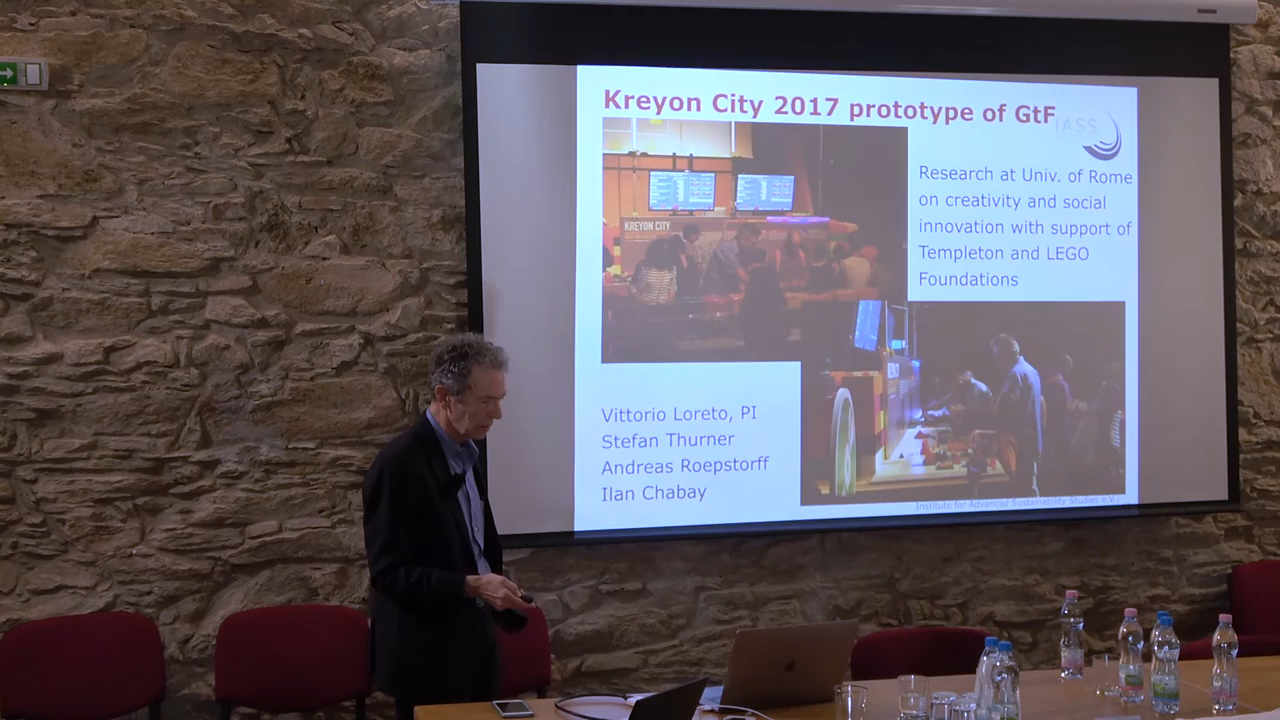 Kreyon City 2017 prototype of GtF
IASS
Research at Univ. of Rome
on creativity and social
innovation with support of
Templeton and LEGO
Foundations
KREYON CITY
Vittorio Loreto, PI
Stefan Thurner
Andreas Roepstorff
Ilan Chabay
Institute for Advanced Sustainability Studies e.V.